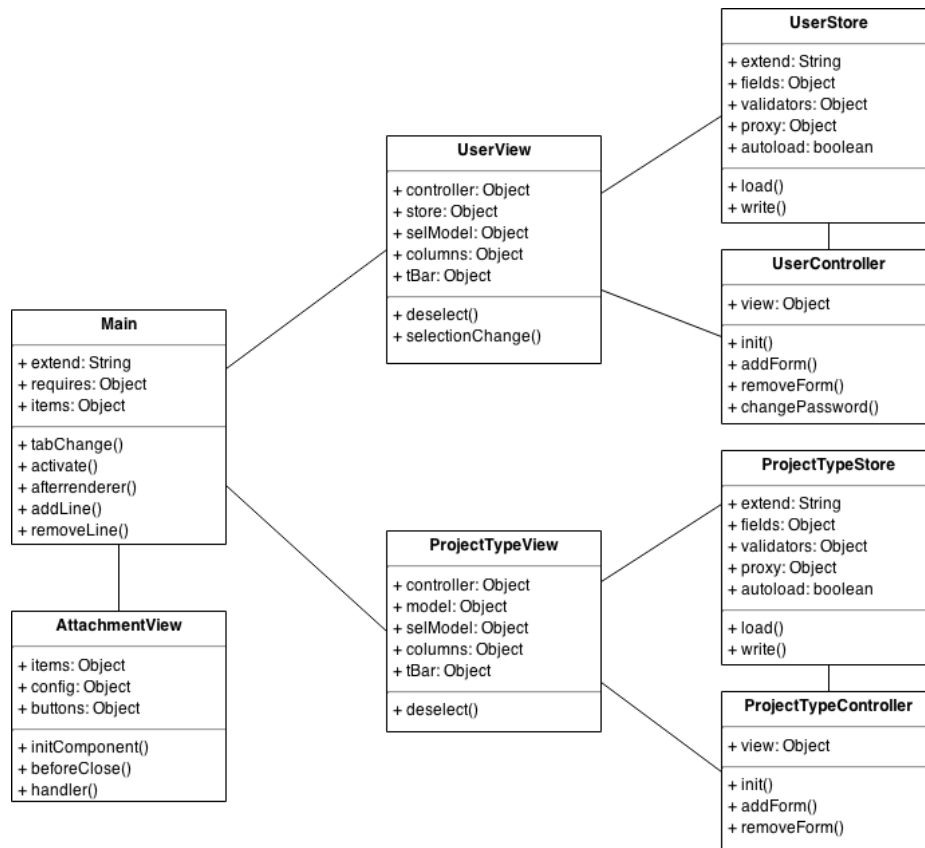 UserStore
+ extend: String
+ fields: Object
+ validators: Object
+ proxy: Object
+ autoload: boolean
+ load()
+ write()
UserView
+ controller: Object
+ store: Object
+ selModel: Object
+ columns: Object
+ tBar: Object
+ deselect()
+ selectionChange()
UserController
+ view: Object
+ init()
+ addForm()
+ removeForm()
+ changePassword()
Main
+ extend: String
+ requires: Object
+ items: Object
+ tabChange()
+ activate()
+ afterrenderer()
+ addLine()
+ removeLine()
ProjectTypeStore
+ extend: String
+ fields: Object
+ validators: Object
+ proxy: Object
+ autoload: boolean
+ load()
+ write()
ProjectTypeView
+ controller: Object
+ model: Object
+ selModel: Object
+ columns: Object
+ tBar: Object
+ deselect()
AttachmentView
+ items: Object
+ config: Object
+ buttons: Object
+ initComponent()
+ beforeClose()
+ handler()
ProjectTypeController
+ view: Object
+ init()
+ addForm()
+ removeForm()